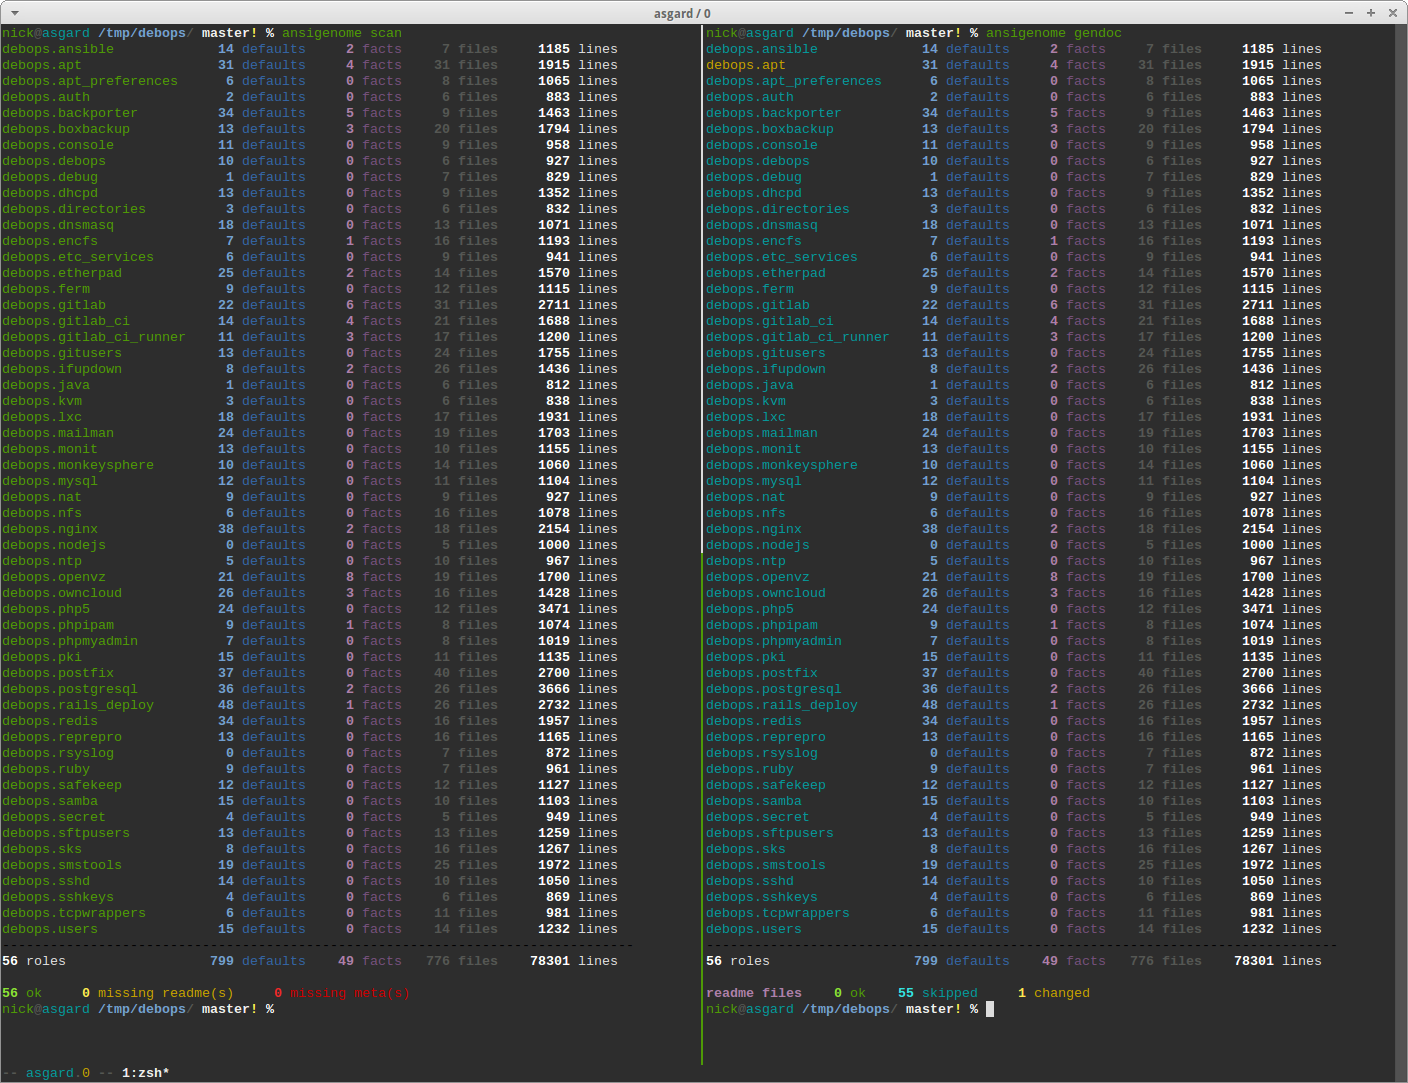 asgard / 0
nick@asgard /tmp/debops/ master! % ansigenome scan
debops.ansible 14 defaults 2 facts 7 files 1185 lines
debops.apt 31 defaults 4 facts 31 files 1915 lines
debops.apt_preferences 6 defaults 0 facts 8 files 1065 lines
debops.auth 2 defaults 0 facts 6 files 883 lines
debops.backporter 34 defaults 5 facts 9 files 1463 lines
debops.boxbackup 13 defaults 3 facts 20 files 1794 lines
debops.console 11 defaults 0 facts 9 files 958 lines
debops.debops 10 defaults 0 facts 6 files 927 lines
debops.debug 1 defaults 0 facts 7 files 829 lines
debops.dhcpd 13 defaults 0 facts 9 files 1352 lines
debops.directories 3 defaults 0 facts 6 files 832 lines
debops.dnsmasq 18 defaults 0 facts 13 files 1071 lines
debops.encfs 7 defaults 1 facts 16 files 1193 lines
debops.etc_services 6 defaults 0 facts 9 files 941 lines
debops.etherpad 25 defaults 2 facts 14 files 1570 lines
debops.ferm 9 defaults 0 facts 12 files 1115 lines
debops.gitlab 22 defaults 6 facts 31 files 2711 lines
debops.gitlab_ci 14 defaults 4 facts 21 files 1688 lines
debops.gitlab_ci_runner 11 defaults 3 facts 17 files 1200 lines
debops.gitusers 13 defaults 0 facts 24 files 1755 lines
debops.ifupdown 8 defaults 2 facts 26 files 1436 lines
debops.java 1 defaults 0 facts 6 files 812 lines
debops.kvm 3 defaults 0 facts 6 files 838 lines
debops.lxc 18 defaults 0 facts 17 files 1931 lines
debops.mailman 24 defaults 0 facts 19 files 1703 lines
debops.monit 13 defaults 0 facts 10 files 1155 lines
debops.monkeysphere 10 defaults 0 facts 14 files 1060 lines
debops.mysql 12 defaults 0 facts 11 files 1104 lines
debops.nat 9 defaults 0 facts 9 files 927 lines
debops.nfs 6 defaults 0 facts 16 files 1078 lines
debops.nginx 38 defaults 2 facts 18 files 2154 lines
debops.nodejs 0 defaults 0 facts 5 files 1000 lines
debops.ntp 5 defaults 0 facts 10 files 967 lines
debops.openvz 21 defaults 8 facts 19 files 1700 lines
debops.owncloud 26 defaults 3 facts 16 files 1428 lines
debops.php5 24 defaults 0 facts 12 files 3471 lines
debops.phpipam 9 defaults 1 facts 8 files 1074 lines
debops.phpmyadmin 7 defaults 0 facts 8 files 1019 lines
debops.pki 15 defaults 0 facts 11 files 1135 lines
debops.postfix 37 defaults 0 facts 40 files 2700 lines
debops.postgresql 36 defaults 2 facts 26 files 3666 lines
debops.rails_deploy 48 defaults 1 facts 26 files 2732 lines
debops.redis 34 defaults 0 facts 16 files 1957 lines
debops.reprepro 13 defaults 0 facts 16 files 1165 lines
debops.rsyslog 0 defaults 0 facts 7 files 872 lines
debops.ruby 9 defaults 0 facts 7 files 961 lines
debops.safekeep 12 defaults 0 facts 12 files 1127 lines
debops.samba 15 defaults 0 facts 10 files 1103 lines
debops.secret 4 defaults 0 facts 5 files 949 lines
debops.sftpusers 13 defaults 0 facts 13 files 1259 lines
debops.sks 8 defaults 0 facts 16 files 1267 lines
debops.smstools 19 defaults 0 facts 25 files 1972 lines
debops.sshd 14 defaults 0 facts 10 files 1050 lines
debops.sshkeys 4 defaults 0 facts 6 files 869 lines
debops.tcpwrappers 6 defaults 0 facts 11 files 981 lines
debops.users 15 defaults 0 facts 14 files 1232 lines
-------------------------------------------------------------------------------
56 roles 799 defaults 49 facts 776 files 78301 lines
56 ok 0 missing readme(s) 0 missing meta(s)
nick@asgard /tmp/debops/ master! %
nick@asgard /tmp/debops/ master! % ansigenome gendoc
debops.ansible 14 defaults 2 facts 7 files 1185 lines
debops.apt 31 defaults 4 facts 31 files 1915 lines
debops.apt_preferences 6 defaults 0 facts 8 files 1065 lines
debops.auth 2 defaults 0 facts 6 files 883 lines
debops.backporter 34 defaults 5 facts 9 files 1463 lines
debops.boxbackup 13 defaults 3 facts 20 files 1794 lines
debops.console 11 defaults 0 facts 9 files 958 lines
debops.debops 10 defaults 0 facts 6 files 927 lines
debops.debug 1 defaults 0 facts 7 files 829 lines
debops.dhcpd 13 defaults 0 facts 9 files 1352 lines
debops.directories 3 defaults 0 facts 6 files 832 lines
debops.dnsmasq 18 defaults 0 facts 13 files 1071 lines
debops.encfs 7 defaults 1 facts 16 files 1193 lines
debops.etc_services 6 defaults 0 facts 9 files 941 lines
debops.etherpad 25 defaults 2 facts 14 files 1570 lines
debops.ferm 9 defaults 0 facts 12 files 1115 lines
debops.gitlab 22 defaults 6 facts 31 files 2711 lines
debops.gitlab_ci 14 defaults 4 facts 21 files 1688 lines
debops.gitlab_ci_runner 11 defaults 3 facts 17 files 1200 lines
debops.gitusers 13 defaults 0 facts 24 files 1755 lines
debops.ifupdown 8 defaults 2 facts 26 files 1436 lines
debops.java 1 defaults 0 facts 6 files 812 lines
debops.kvm 3 defaults 0 facts 6 files 838 lines
debops.lxc 18 defaults 0 facts 17 files 1931 lines
debops.mailman 24 defaults 0 facts 19 files 1703 lines
debops.monit 13 defaults 0 facts 10 files 1155 lines
debops.monkeysphere 10 defaults 0 facts 14 files 1060 lines
debops.mysql 12 defaults 0 facts 11 files 1104 lines
debops.nat 9 defaults 0 facts 9 files 927 lines
debops.nfs 6 defaults 0 facts 16 files 1078 lines
debops.nginx 38 defaults 2 facts 18 files 2154 lines
debops.nodejs 0 defaults 0 facts 5 files 1000 lines
debops.ntp 5 defaults 0 facts 10 files 967 lines
debops.openvz 21 defaults 8 facts 19 files 1700 lines
debops.owncloud 26 defaults 3 facts 16 files 1428 lines
debops.php5 24 defaults 0 facts 12 files 3471 lines
debops.phpipam 9 defaults 1 facts 8 files 1074 lines
debops.phpmyadmin 7 defaults 0 facts 8 files 1019 lines
debops.pki 15 defaults 0 facts 11 files 1135 lines
debops.postfix 37 defaults 0 facts 40 files 2700 lines
debops.postgresql 36 defaults 2 facts 26 files 3666 lines
debops.rails_deploy 48 defaults 1 facts 26 files 2732 lines
debops.redis 34 defaults 0 facts 16 files 1957 lines
debops.reprepro 13 defaults 0 facts 16 files 1165 lines
debops.rsyslog 0 defaults 0 facts 7 files 872 lines
debops.ruby 9 defaults 0 facts 7 files 961 lines
debops.safekeep 12 defaults 0 facts 12 files 1127 lines
debops.samba 15 defaults 0 facts 10 files 1103 lines
debops.secret 4 defaults 0 facts 5 files 949 lines
debops.sftpusers 13 defaults 0 facts 13 files 1259 lines
debops.sks 8 defaults 0 facts 16 files 1267 lines
debops.smstools 19 defaults 0 facts 25 files 1972 lines
debops.sshd 14 defaults 0 facts 10 files 1050 lines
debops.sshkeys 4 defaults 0 facts 6 files 869 lines
debops.tcpwrappers 6 defaults 0 facts 11 files 981 lines
debops.users 15 defaults 0 facts 14 files 1232 lines
-------------------------------------------------------------------------------
56 roles 799 defaults 49 facts 776 files 78301 lines
readme files 0 ok 55 skipped 1 changed
nick@asgard /tmp/debops/ master! %
-- asgard.0 -- 1:zsh*